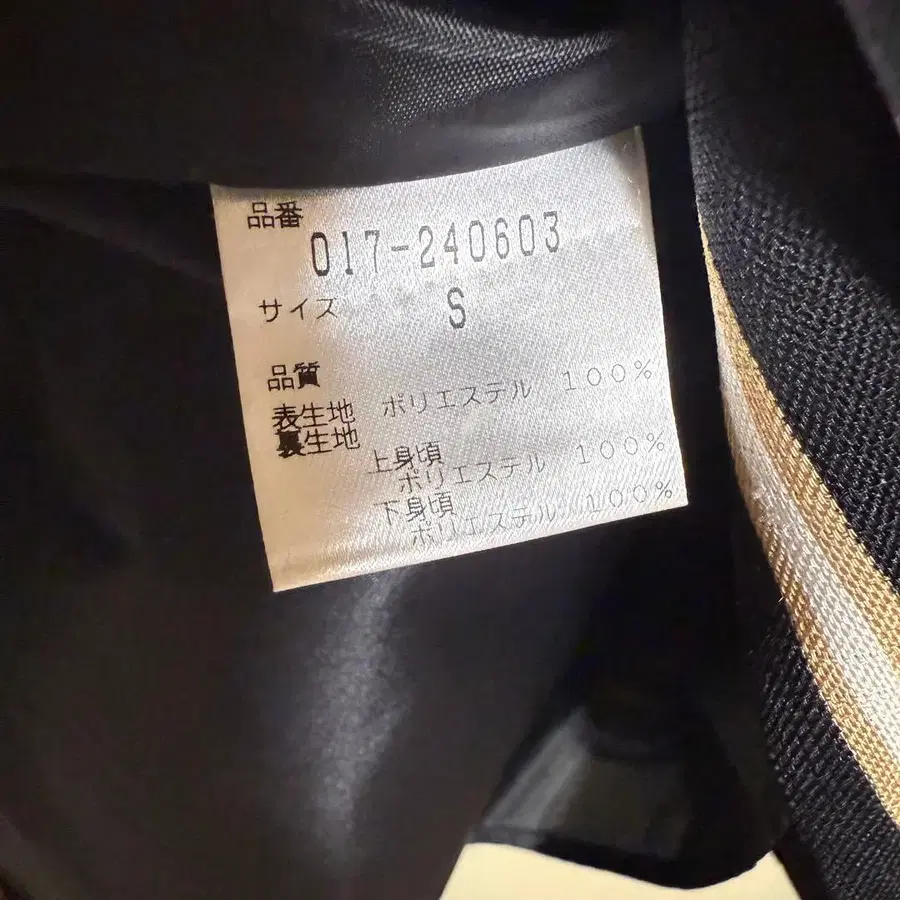 品番
017-240603
サイズ S
品質
表生地 ポリエステル 100%
裏生地
上身頃
ポリエステル 100%
下身頃
ポリエステル 100%